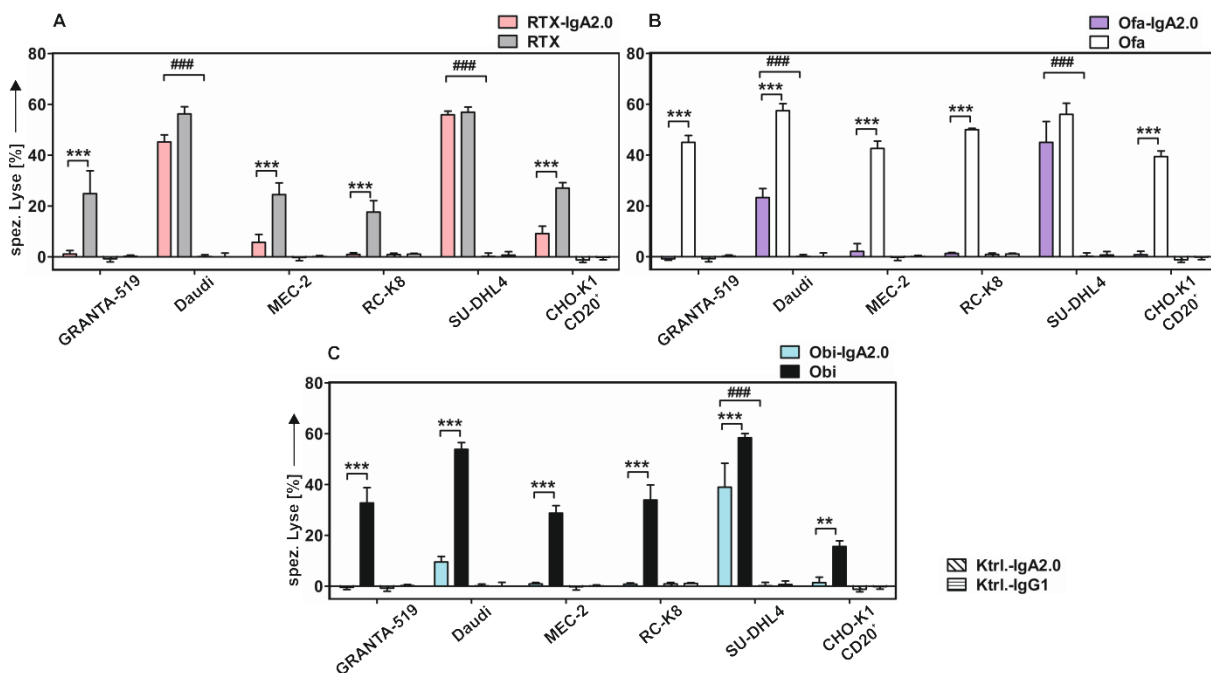 A
RTX-IgA2.0
RTX
spez. Lyse [%]
80
60
40
20
0
***
###
***
***
###
***
GRANTA-519
Daudi
MEC-2
RC-K8
SU-DHL4
CHO-K1
CD20+
B
Ofa-IgA2.0
Ofa
80
60
40
20
0
***
###
***
***
***
###
***
GRANTA-519
Daudi
MEC-2
RC-K8
SU-DHL4
CHO-K1
CD20+
C
Obi-IgA2.0
Obi
spez. Lyse [%]
80
60
40
20
0
***
***
***
***
###
***
**
GRANTA-519
Daudi
MEC-2
RC-K8
SU-DHL4
CHO-K1
CD20+
Ktrl.-IgA2.0
Ktrl.-IgG1